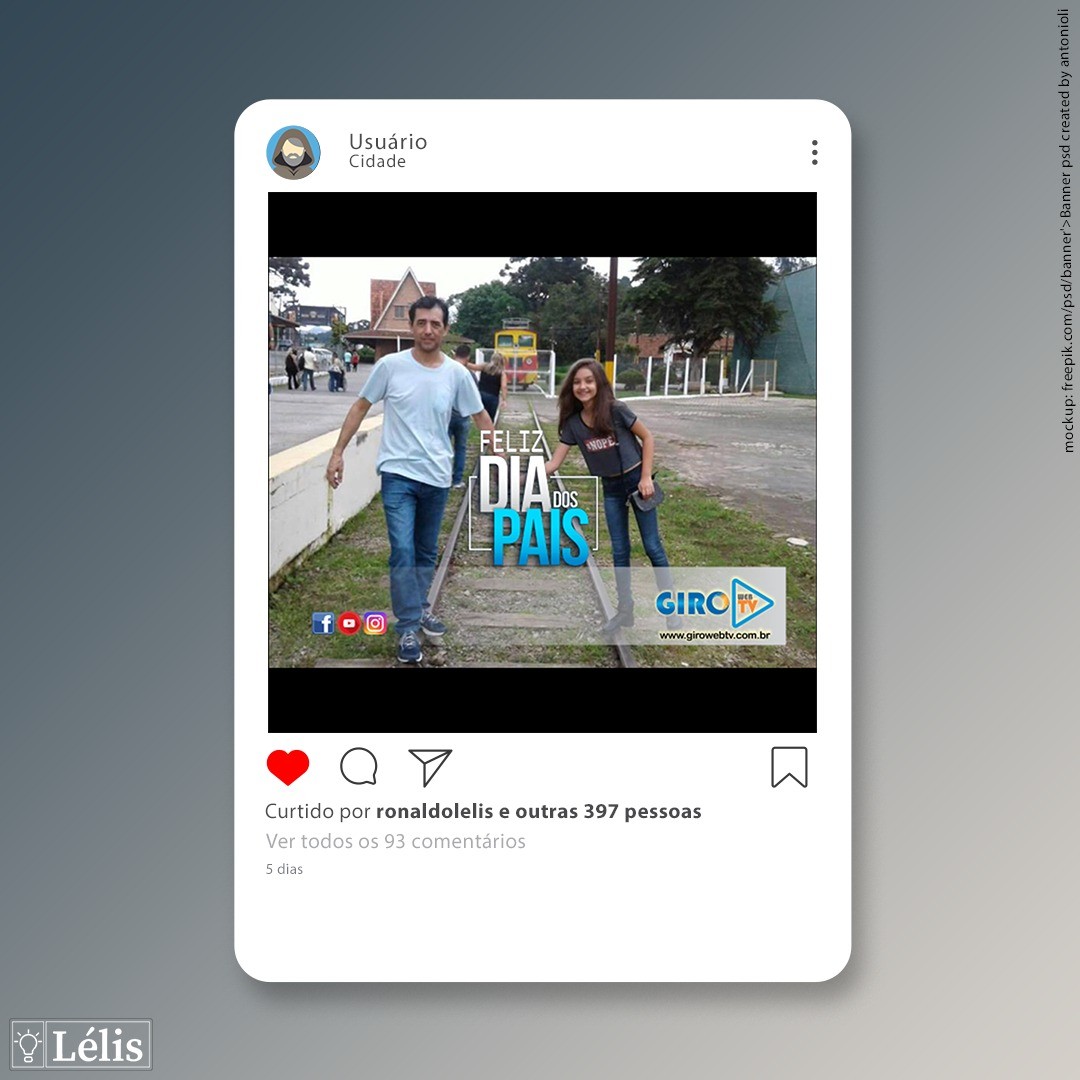 Usuário
Cidade
FELIZ
DIA DOS
PAIS
NOPE
GIRO WEB TV
www.girowebtv.com.br
Curtido por ronaldolelis e outras 397 pessoas
Ver todos os 93 comentários
5 dias
Lélis
mockup: freepik.com/psd/banner'>Banner psd created by antonioli